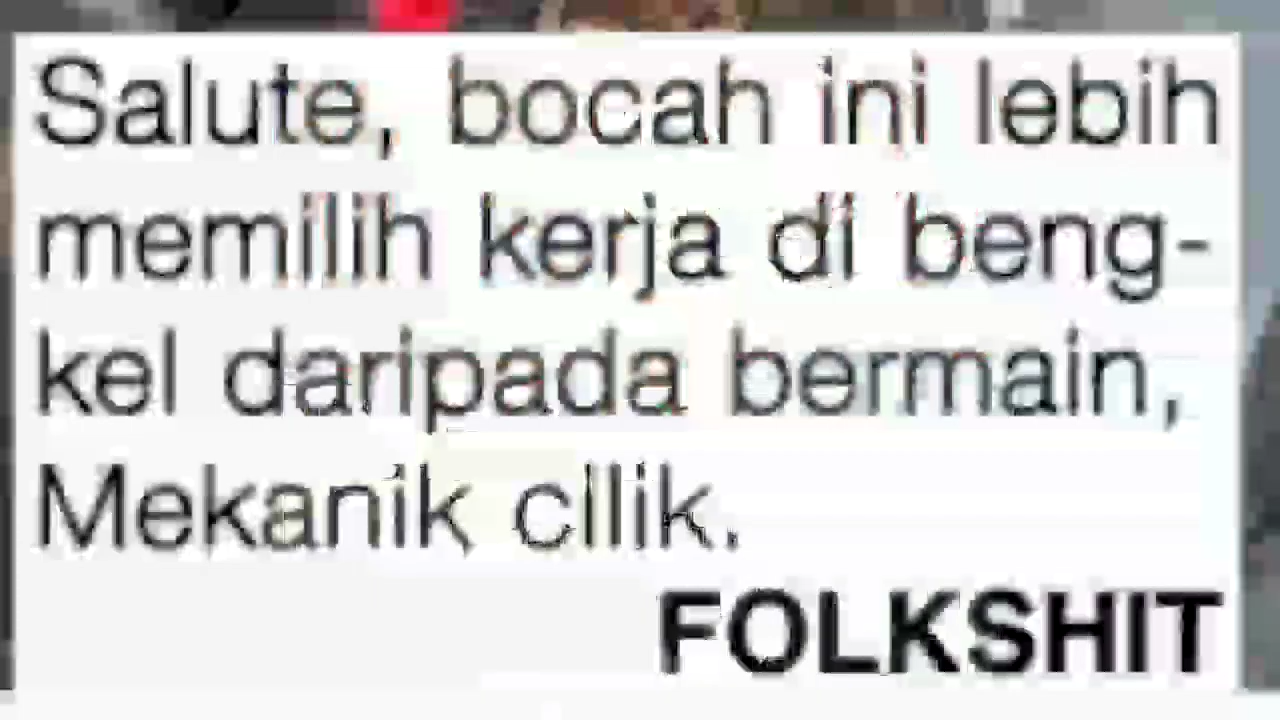 Salute, bocah ini lebih
memilih kerja di beng-
kel daripada bermain,
Mekanik cilik.
FOLKSHIT